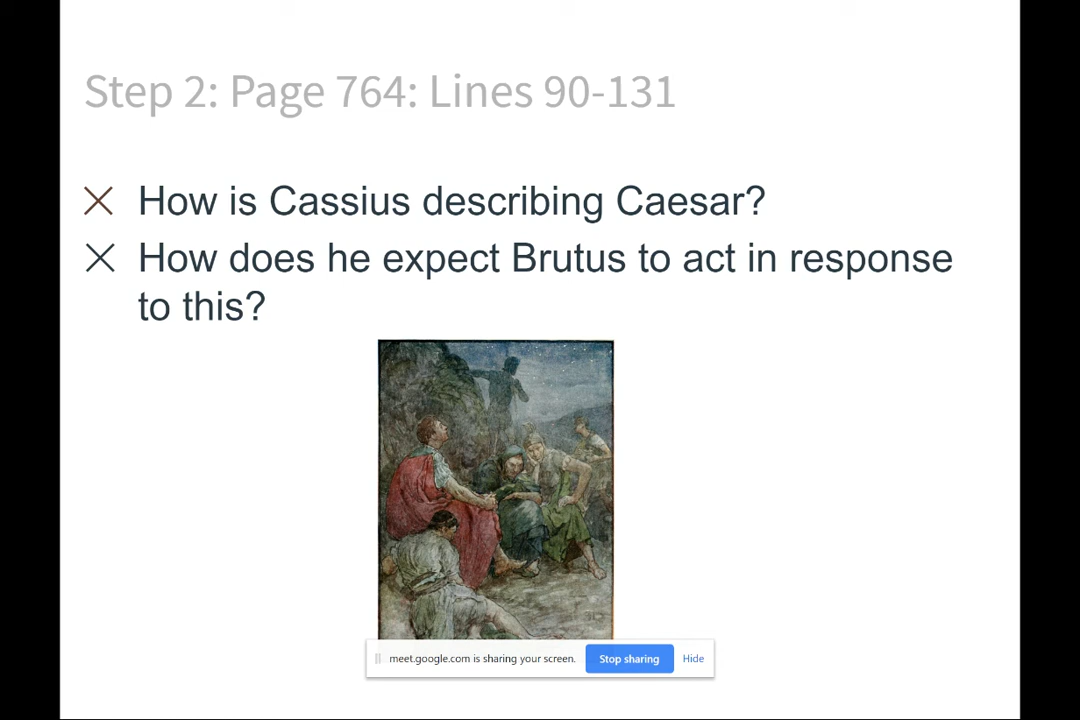 Step 2: Page 764: Lines 90-131
How is Cassius describing Caesar?
How does he expect Brutus to act in response
to this?
meet.google.com is sharing your screen. Stop sharing Hide